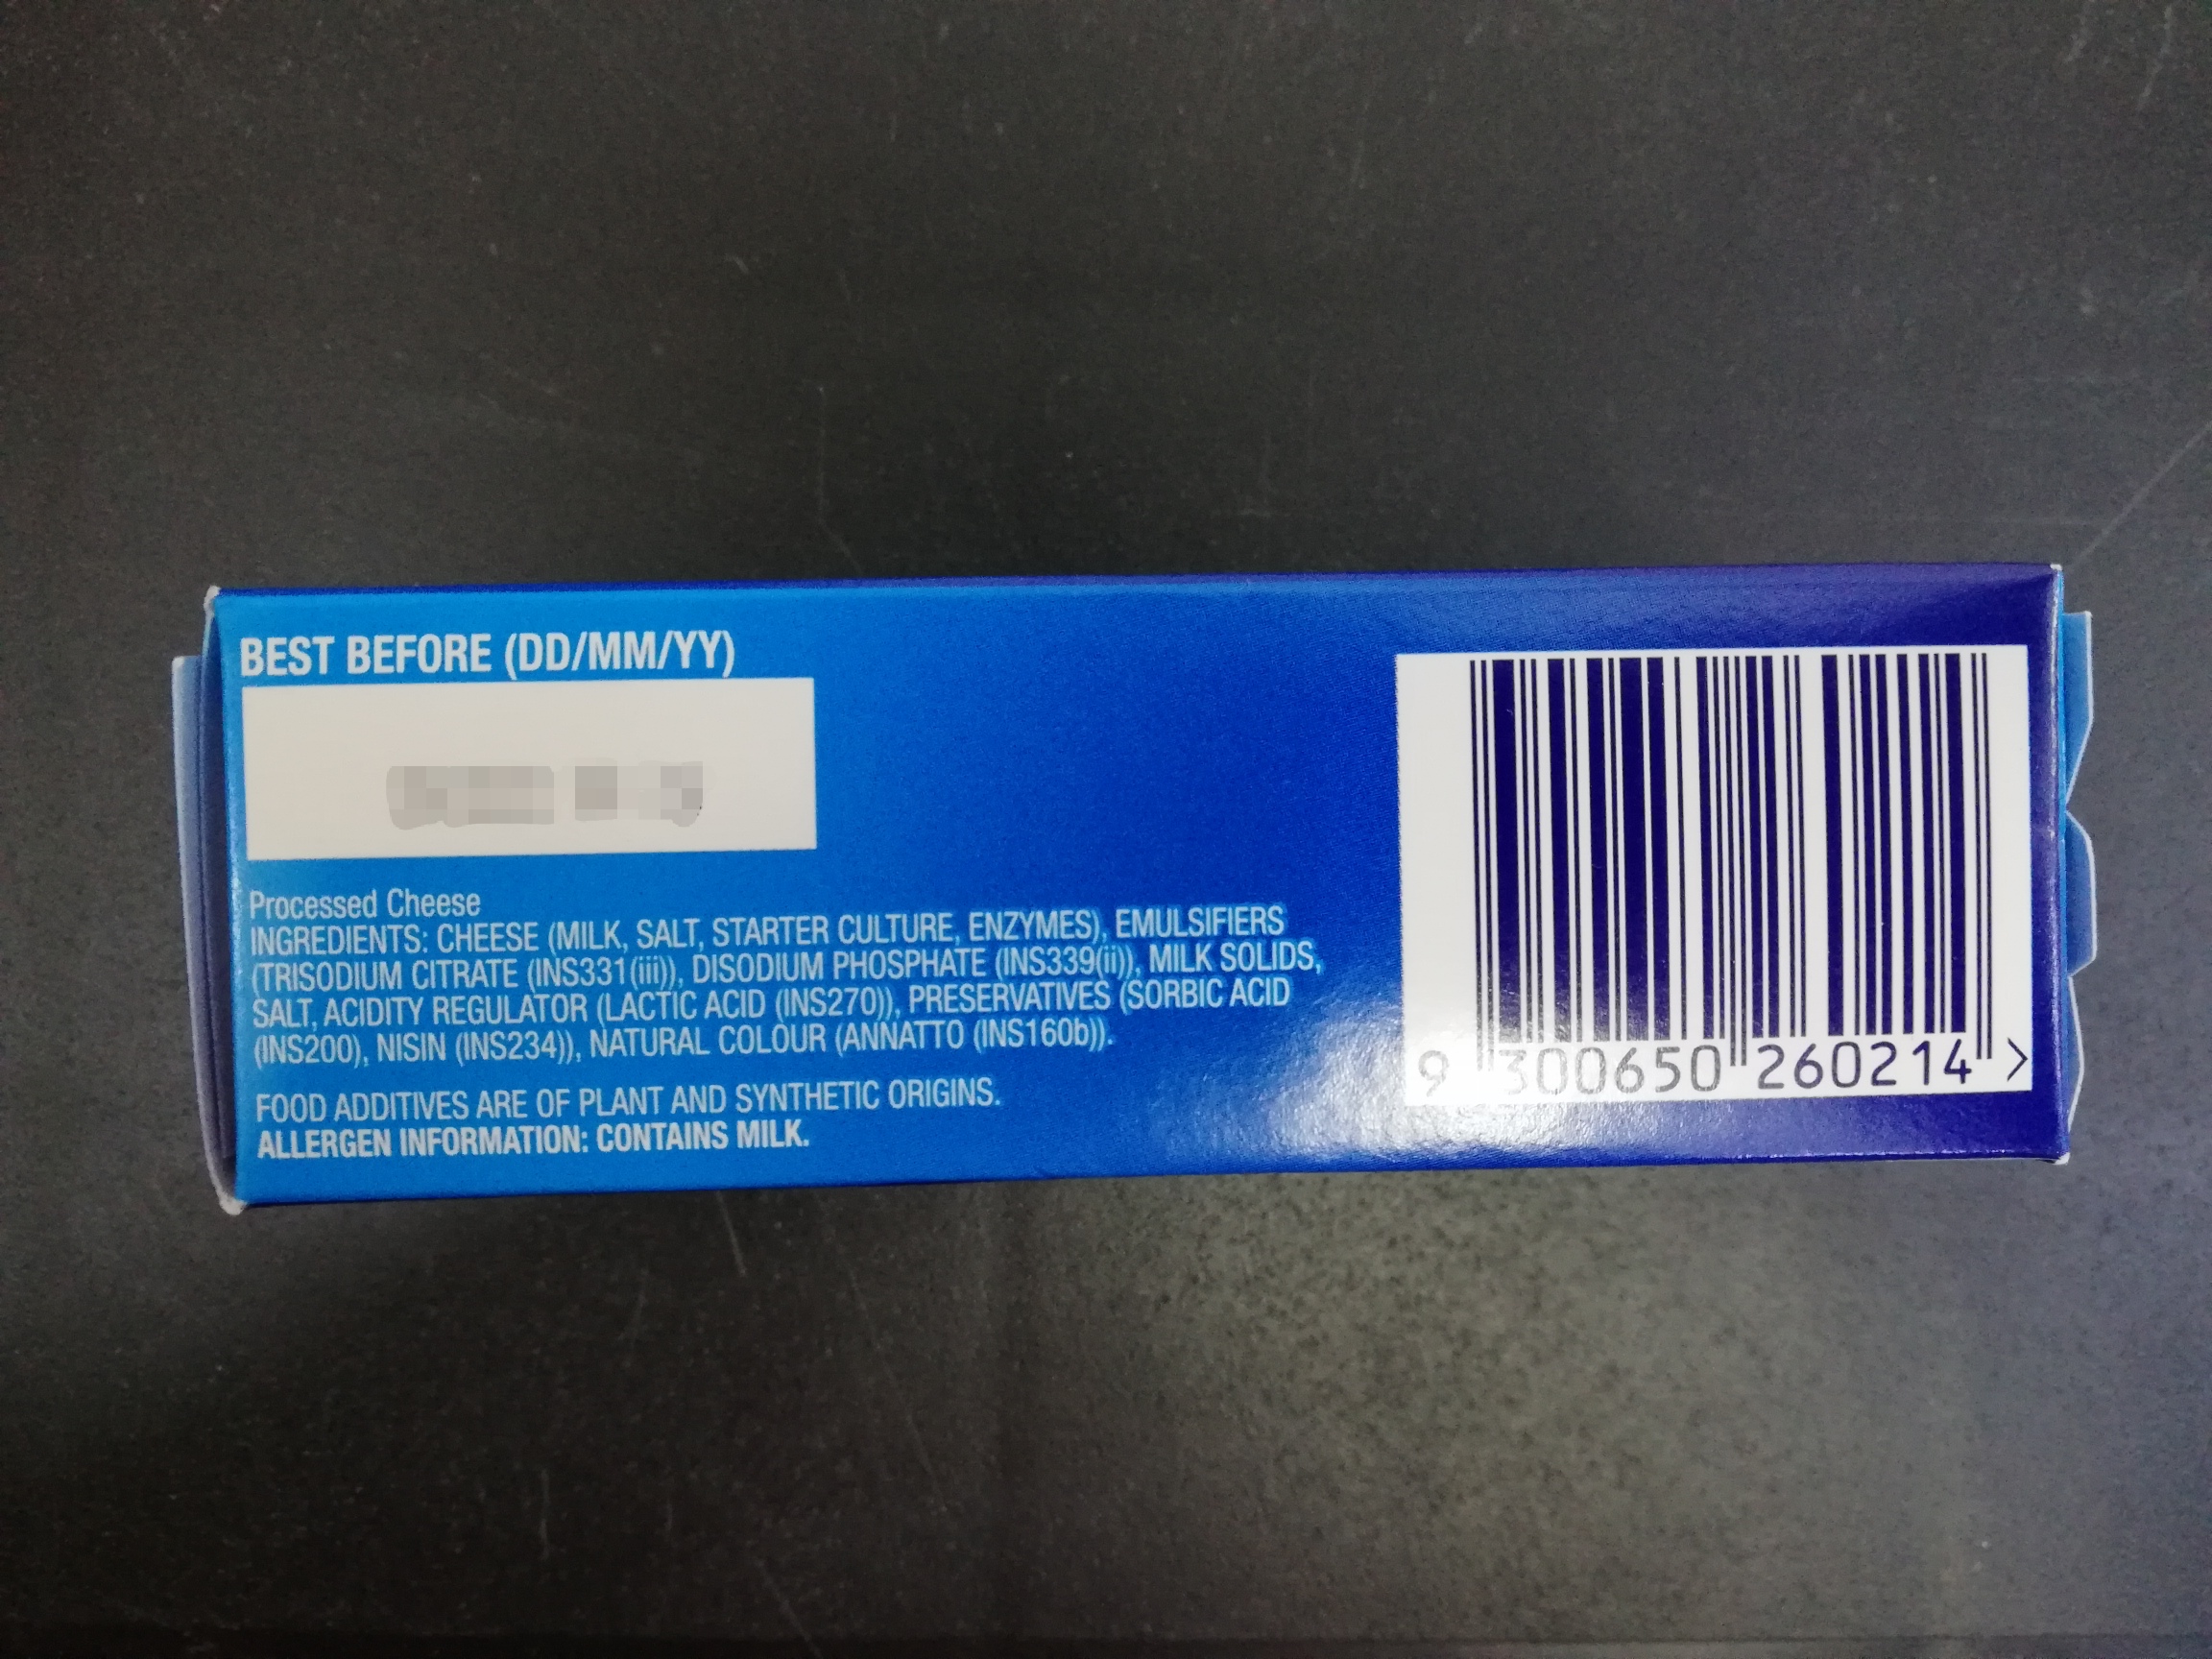 BEST BEFORE (DD/MM/YY)
Processed Cheese
INGREDIENTS: CHEESE (MILK, SALT, STARTER CULTURE, ENZYMES), EMULSIFIERS
(TRISODIUM CITRATE (INS331(iii)), DISODIUM PHOSPHATE (INS339(ii)), MILK SOLIDS,
SALT, ACIDITY REGULATOR (LACTIC ACID (INS270)), PRESERVATIVES (SORBIC ACID
(INS200), NISIN (INS234)), NATURAL COLOUR (ANNATTO (INS160b)).
FOOD ADDITIVES ARE OF PLANT AND SYNTHETIC ORIGINS.
ALLERGEN INFORMATION: CONTAINS MILK.
9 300650 260214 >